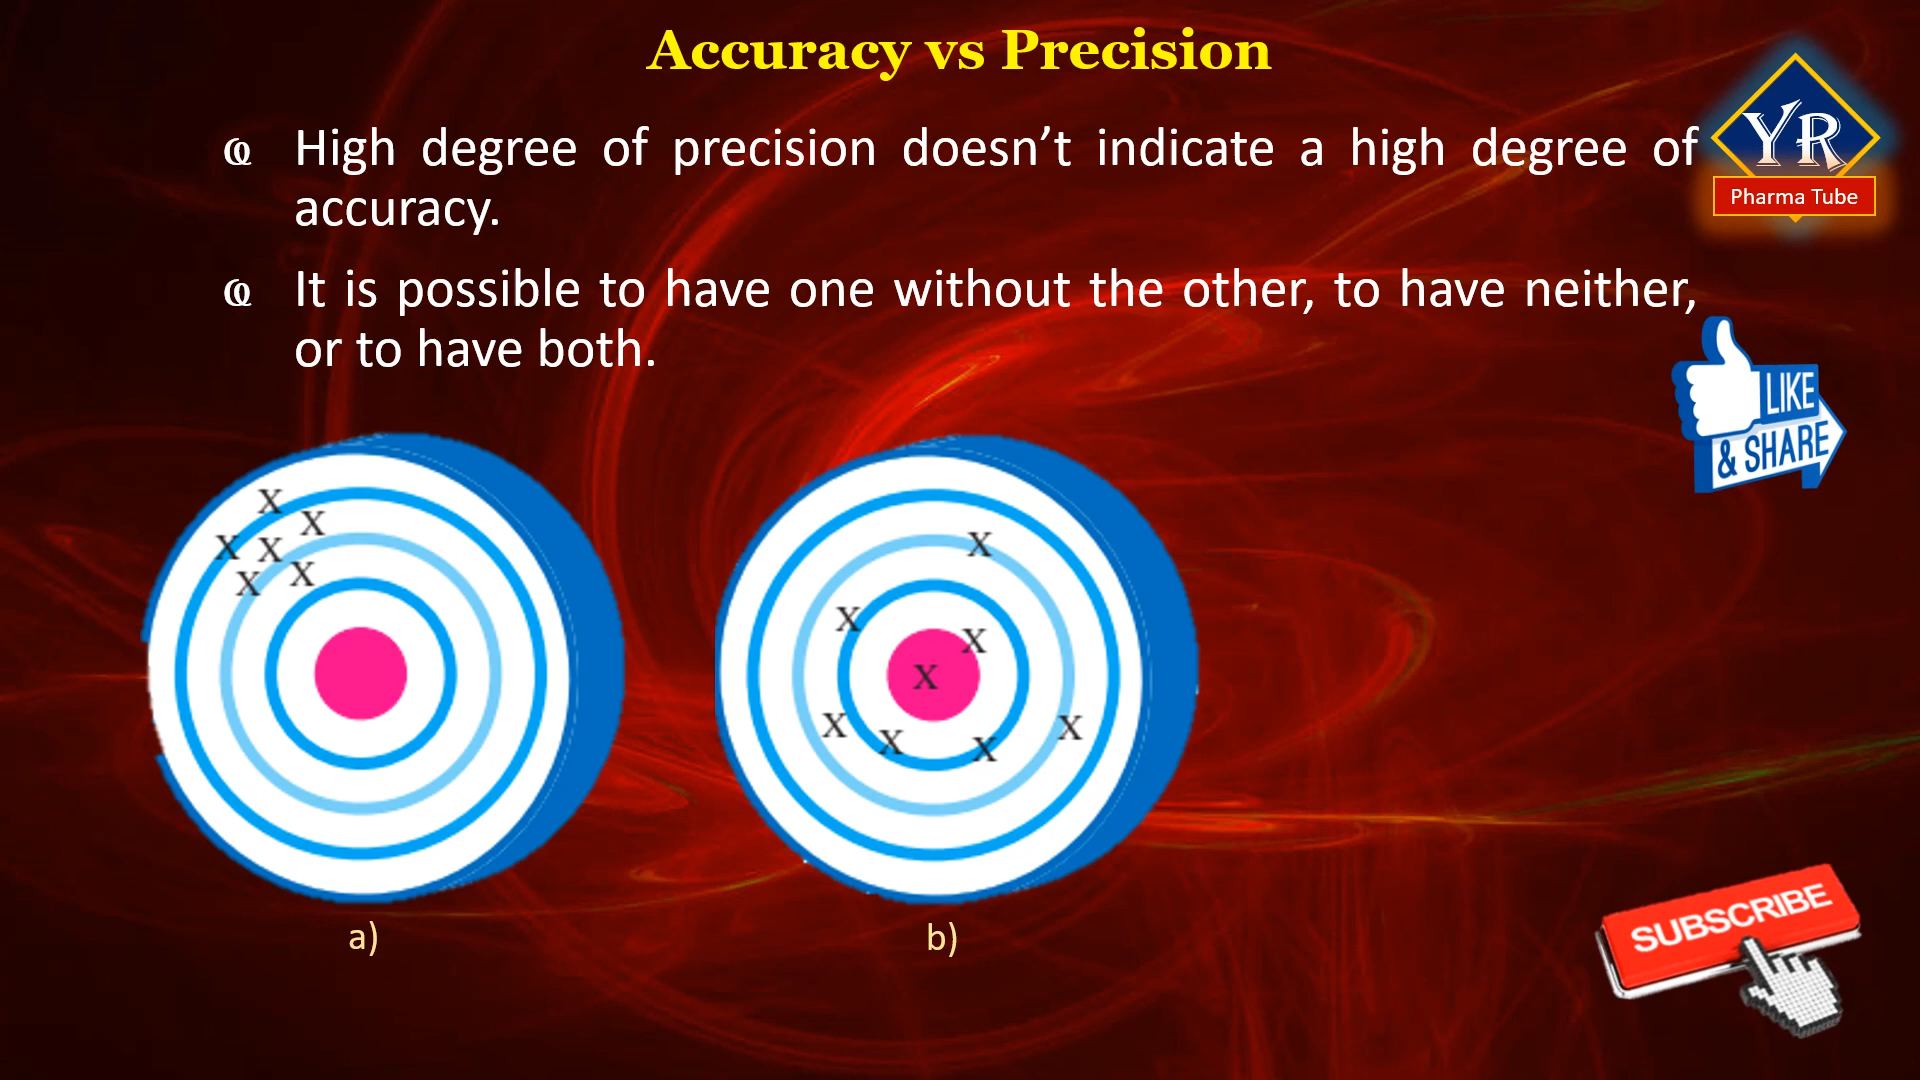 Accuracy vs Precision
High degree of precision doesn’t indicate a high degree of
accuracy.
It is possible to have one without the other, to have neither,
or to have both.
YR
Pharma Tube
LIKE
& SHARE
X
X
X
X
X
X
X
X
X
X
X
X
X
X
a)
b)
SUBSCRIBE